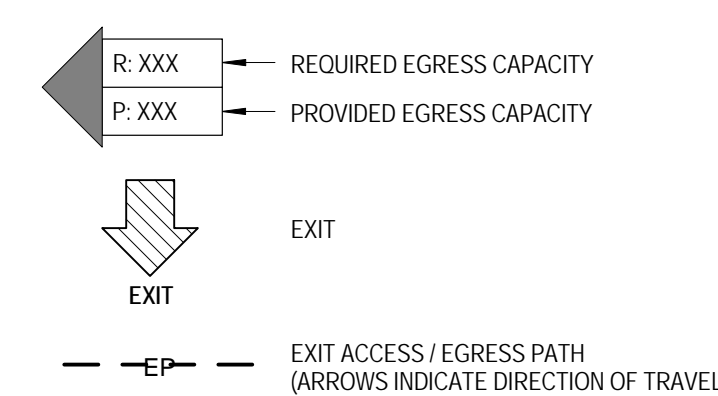 R: XXX REQUIRED EGRESS CAPACITY
P: XXX PROVIDED EGRESS CAPACITY
EXIT
EXIT
EP EXIT ACCESS / EGRESS PATH
(ARROWS INDICATE DIRECTION OF TRAVEL